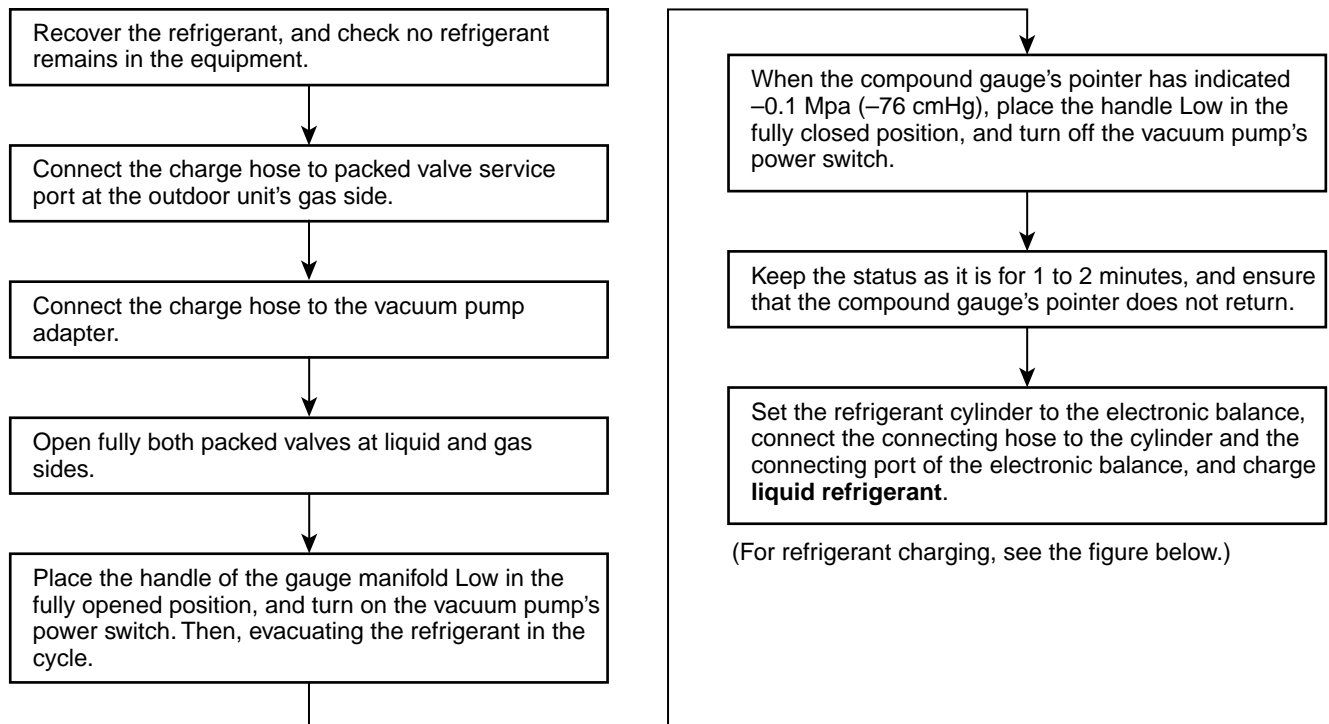 Recover the refrigerant, and check no refrigerant
remains in the equipment.
Connect the charge hose to packed valve service
port at the outdoor unit’s gas side.
Connect the charge hose to the vacuum pump
adapter.
Open fully both packed valves at liquid and gas
sides.
Place the handle of the gauge manifold Low in the
fully opened position, and turn on the vacuum pump’s
power switch. Then, evacuating the refrigerant in the
cycle.
When the compound gauge’s pointer has indicated
–0.1 Mpa (–76 cmHg), place the handle Low in the
fully closed position, and turn off the vacuum pump’s
power switch.
Keep the status as it is for 1 to 2 minutes, and ensure
that the compound gauge’s pointer does not return.
Set the refrigerant cylinder to the electronic balance,
connect the connecting hose to the cylinder and the
connecting port of the electronic balance, and charge
liquid refrigerant.
(For refrigerant charging, see the figure below.)